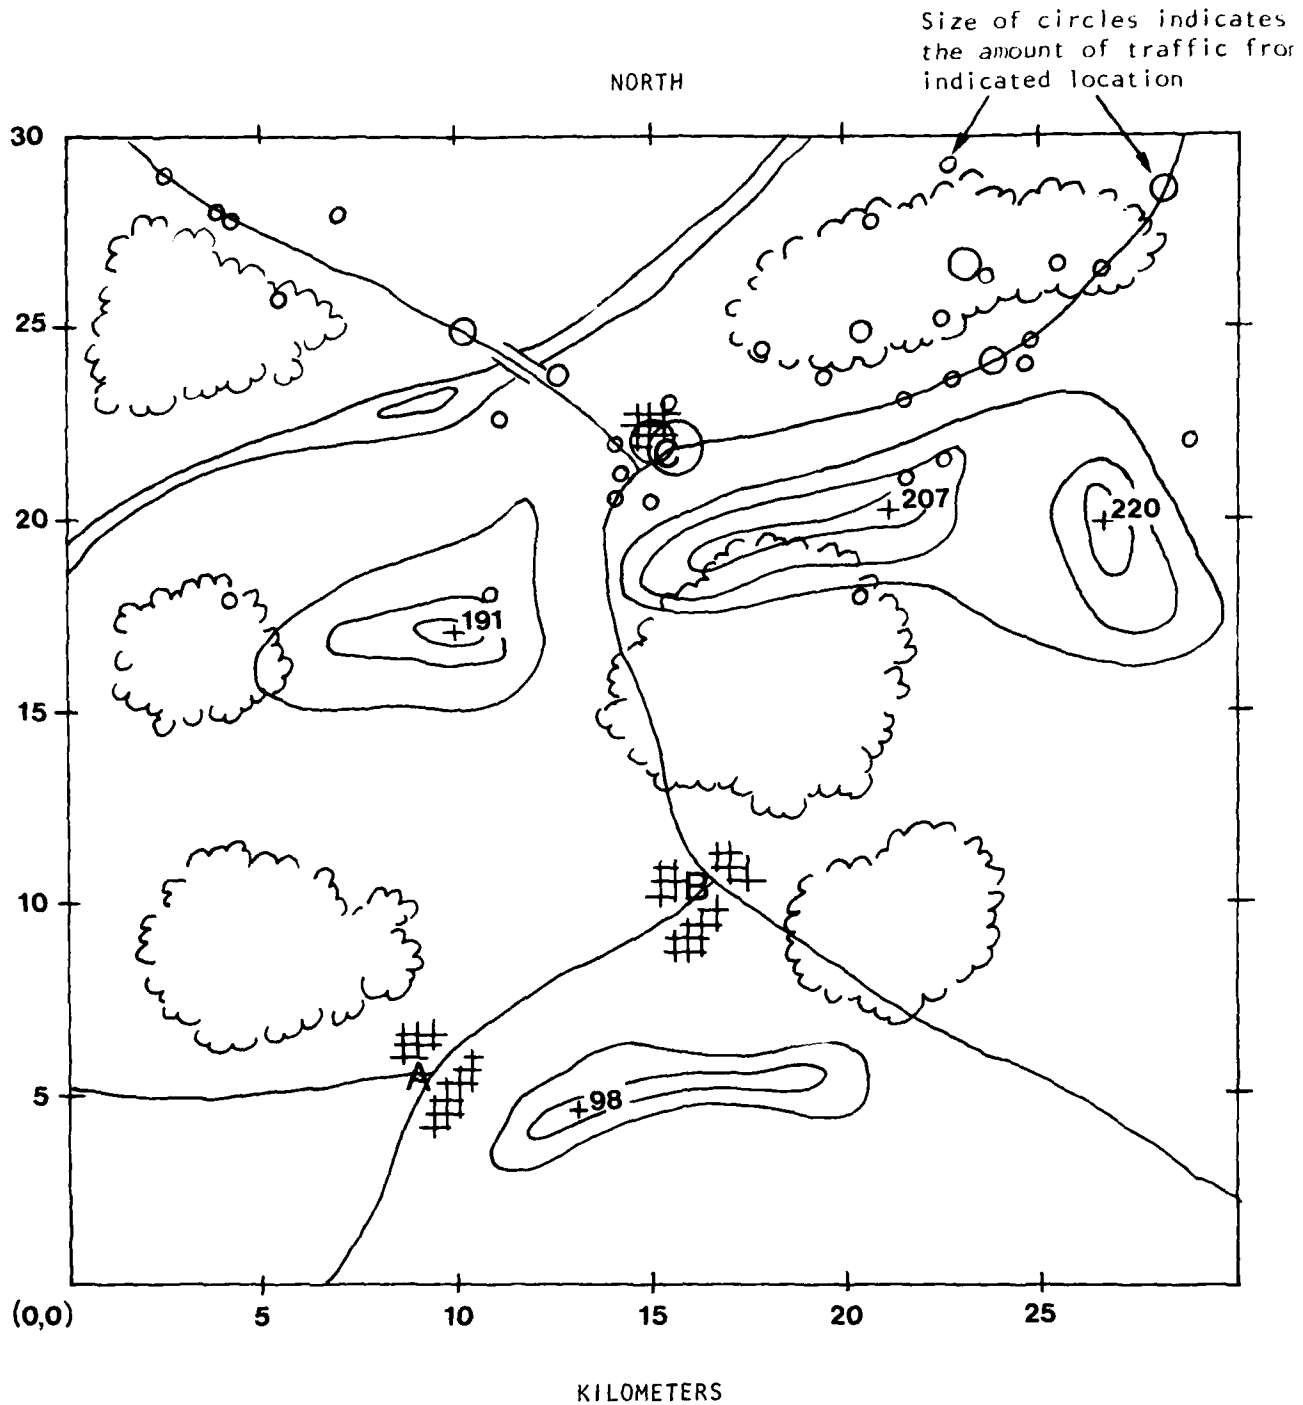 Size of circles indicates
the amount of traffic from
indicated location
NORTH
30
25
20
15
10
5
207
220
191
C
B
A
98
(0,0) 5 10 15 20 25
KILOMETERS